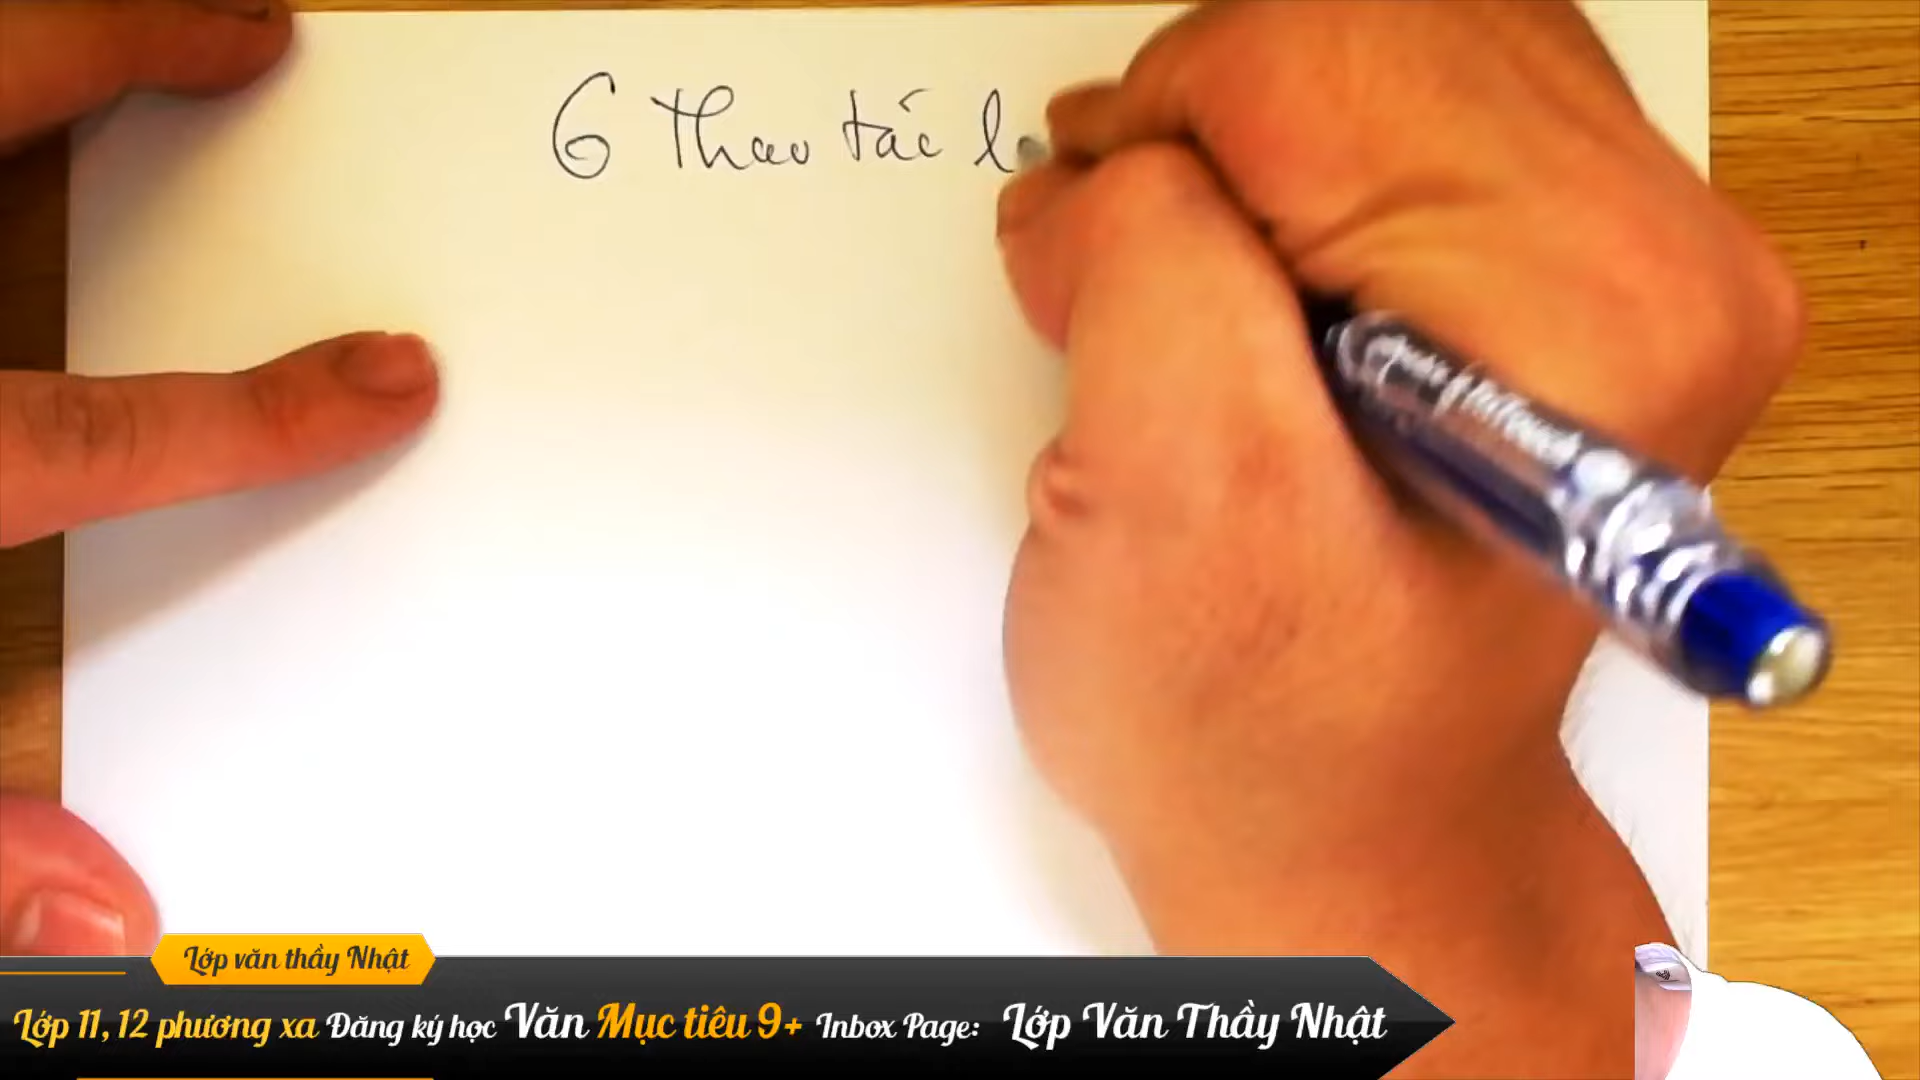 6 Thao tác l
Lớp văn thầy Nhật
Lớp 11, 12 phương xa Đăng ký học Văn Mục tiêu 9+ Inbox Page: Lớp Văn Thầy Nhật